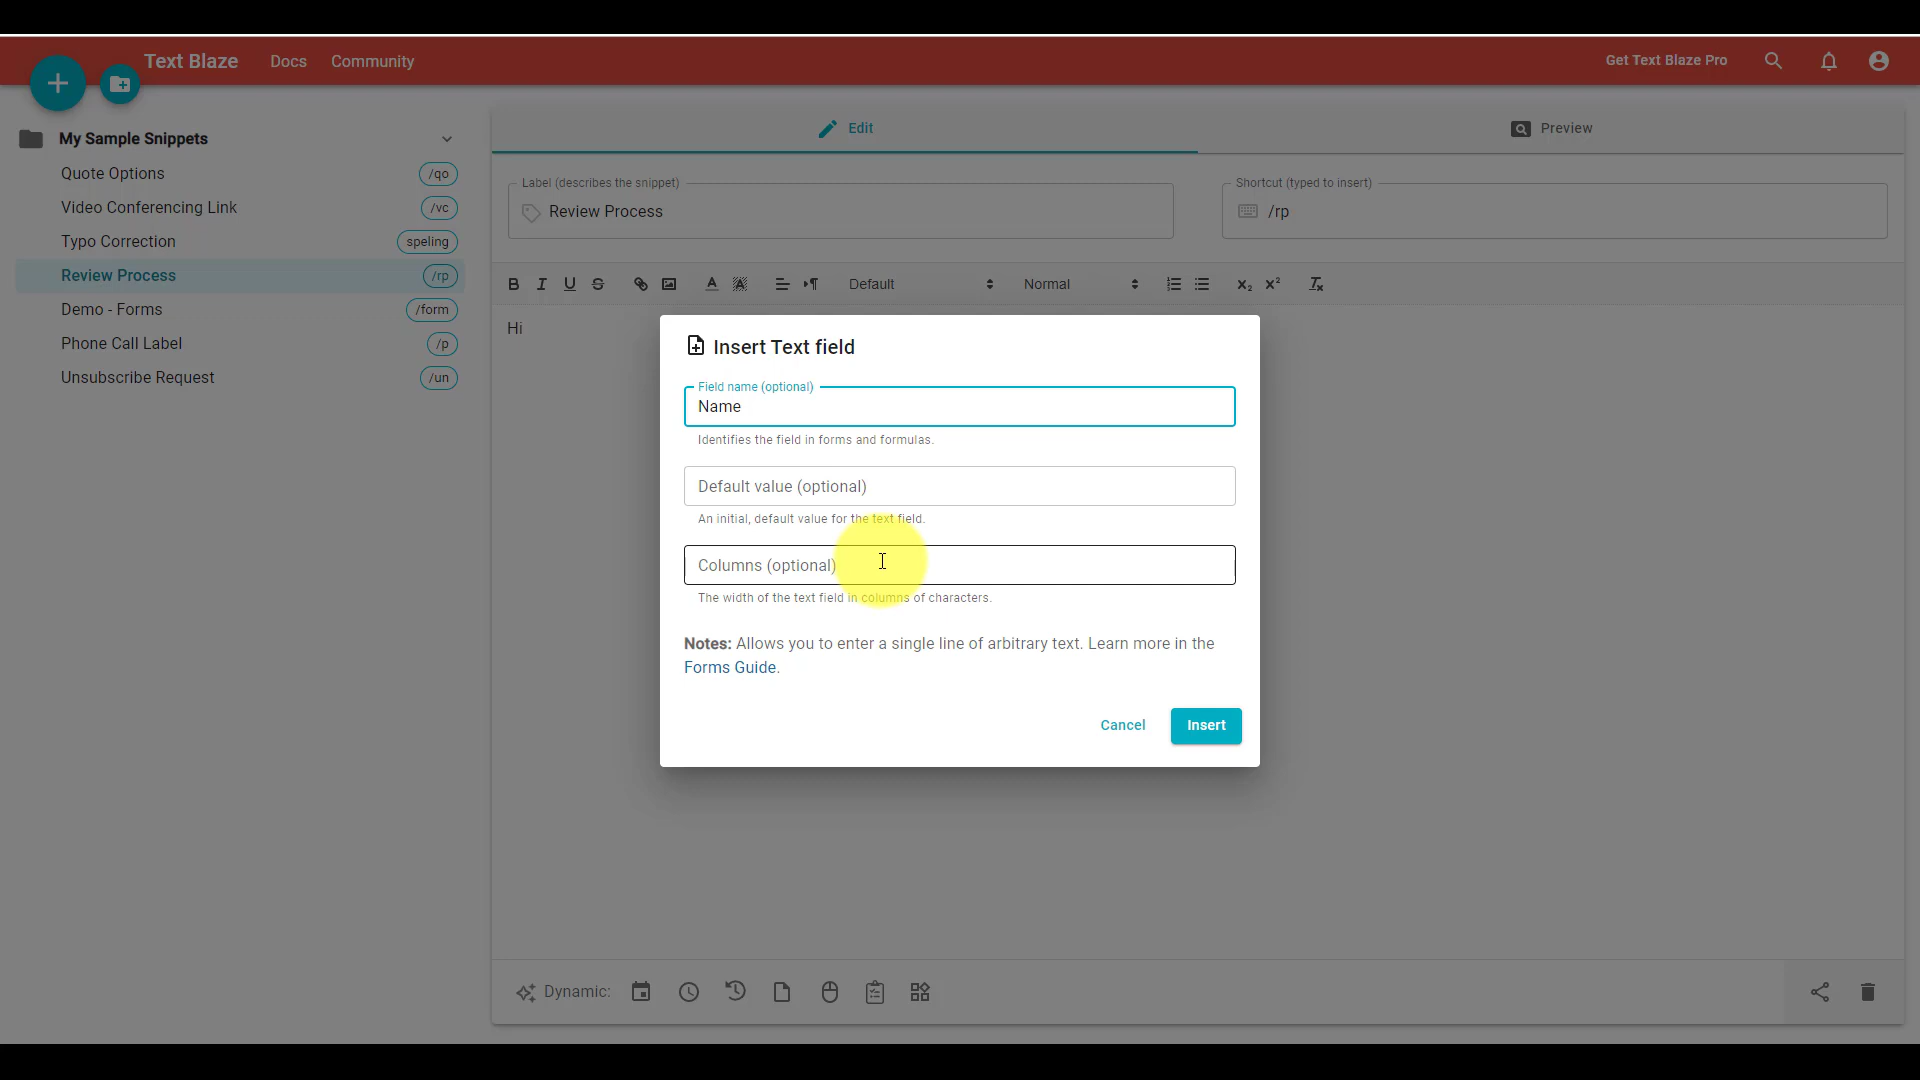 Text Blaze
Docs
Community
Get Text Blaze Pro
My Sample Snippets
Quote Options
/qo
Video Conferencing Link
/vc
Typo Correction
speling
Review Process
/rp
Demo - Forms
/form
Phone Call Label
/p
Unsubscribe Request
/un
Edit
Preview
Label (describes the snippet)
Review Process
Shortcut (typed to insert)
/rp
B I U S
Default
Normal
Hi
Insert Text field
Field name (optional)
Name
Identifies the field in forms and formulas.
Default value (optional)
An initial, default value for the text field.
Columns (optional)
The width of the text field in columns of characters.
Notes: Allows you to enter a single line of arbitrary text. Learn more in the
Forms Guide.
Cancel
Insert
Dynamic: